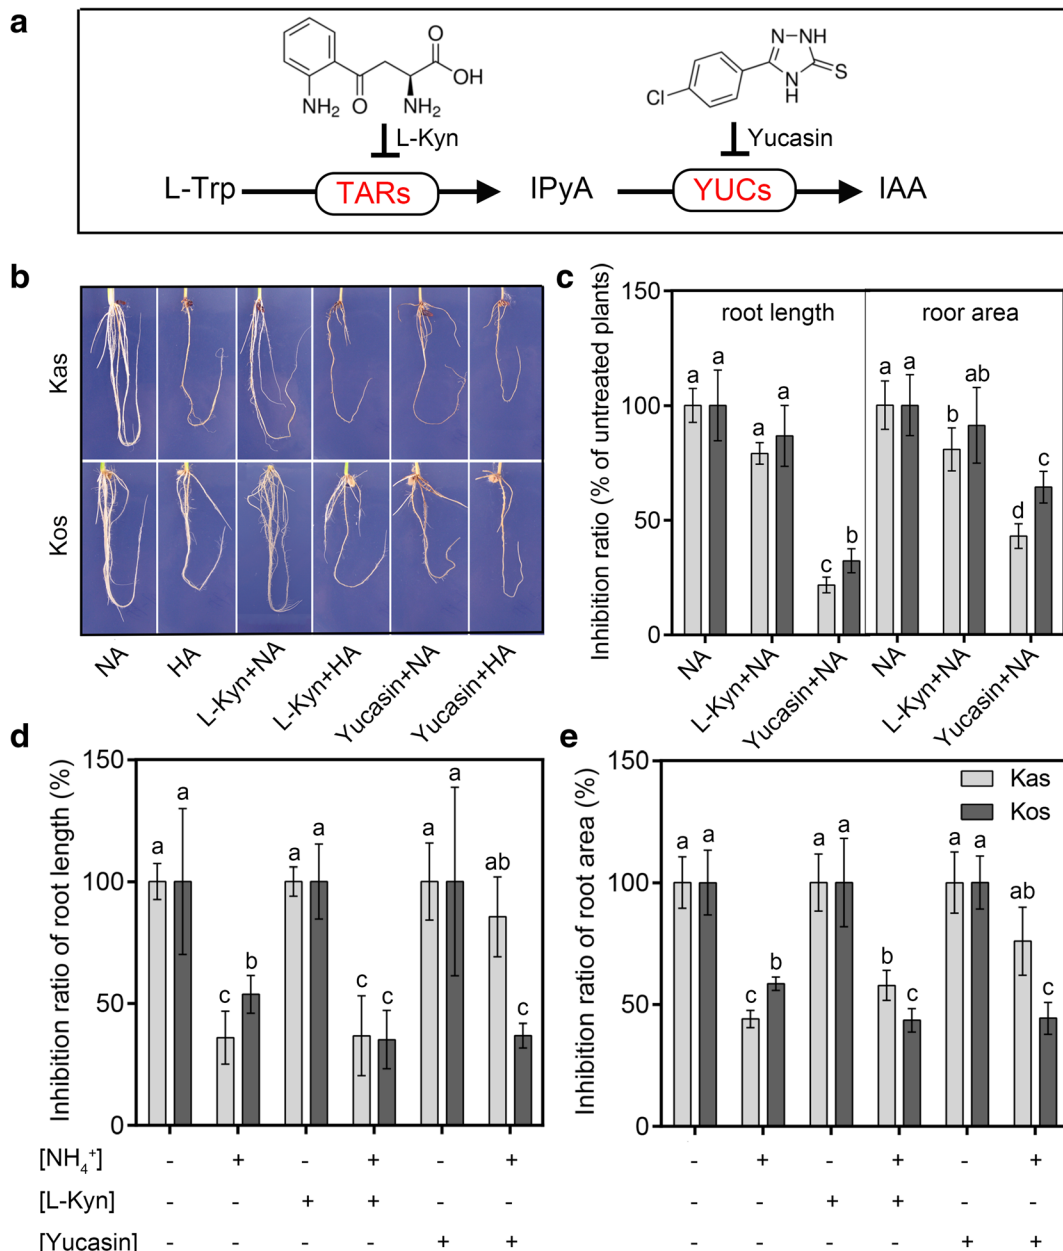 a
O
N NH
OH
S
N
H
Cl
NH₂ O NH₂
L-Kyn
Yucasin
L-Trp TARs IPyA YUCs IAA
b
Kas
Kos
NA
HA
L-Kyn+NA
L-Kyn+HA
Yucasin+NA
Yucasin+HA
c
Inhibition ratio (% of untreated plants)
150
100
50
0
root length
roor area
a a a a c b
a a b ab d c
NA
L-Kyn+NA
Yucasin+NA
NA
L-Kyn+NA
Yucasin+NA
d
Inhibition ratio of root length (%)
150
100
50
0
a a c b a a c c a a ab c
e
Inhibition ratio of root area (%)
150
100
50
0
Kas
Kos
a a c b a a b c a a ab c
[NH₄⁺] - + - + - + - + - + - +
[L-Kyn] - - + + - - - - + + - -
[Yucasin] - - - - + + - - - - + +